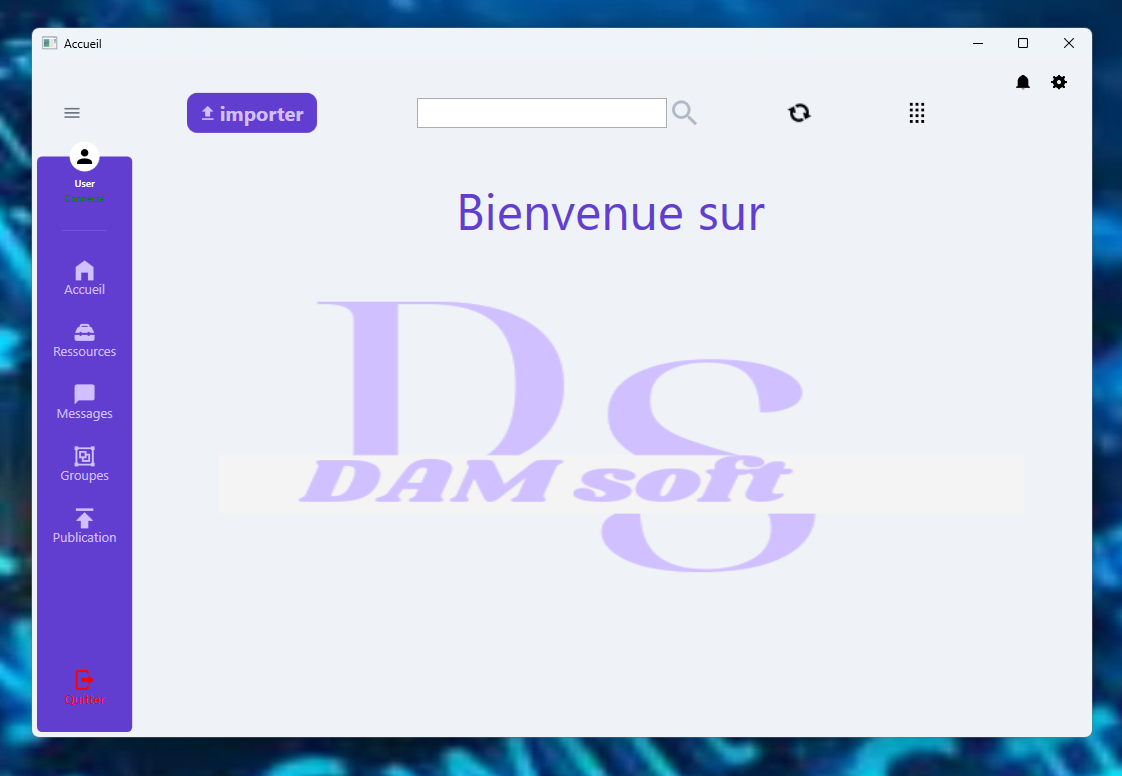 Accueil
importer
User
Connecté
Bienvenue sur
Accueil
Ressources
Messages
Groupes
Publication
DS
DAM soft
Quitter